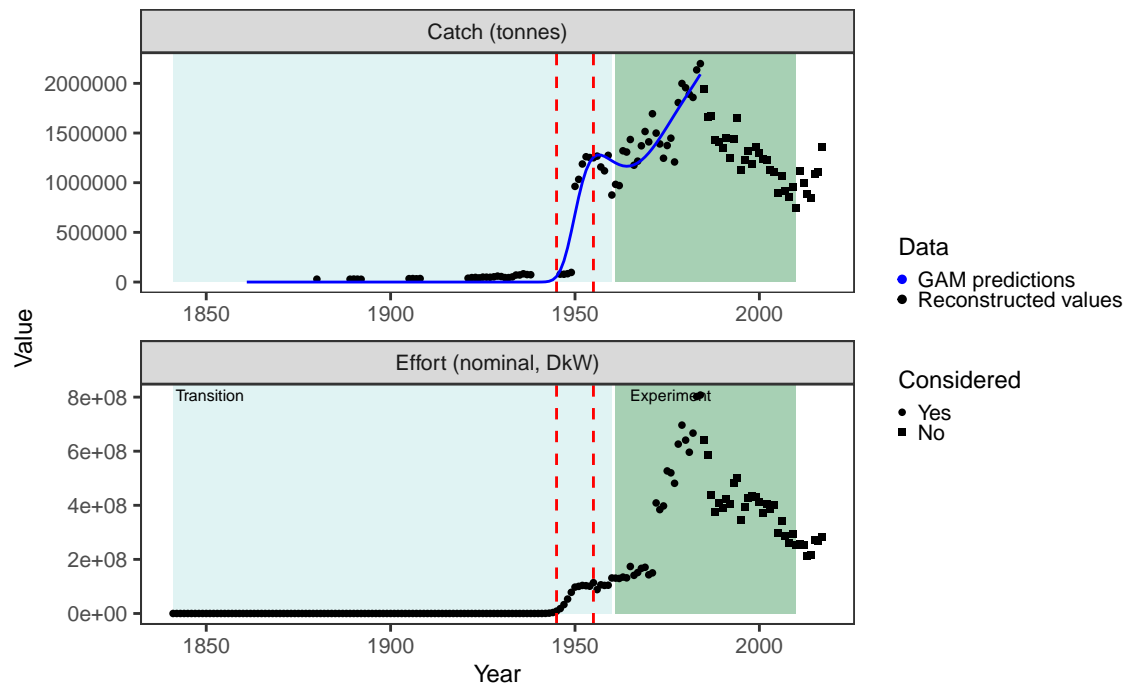 Catch (tonnes)
2000000
1500000
1000000
500000
0
1850
1900
1950
2000
Effort (nominal, DkW)
Transition
Experiment
8e+08
6e+08
4e+08
2e+08
0e+00
1850
1900
1950
2000
Year
Value
Data
GAM predictions
Reconstructed values
Considered
Yes
No